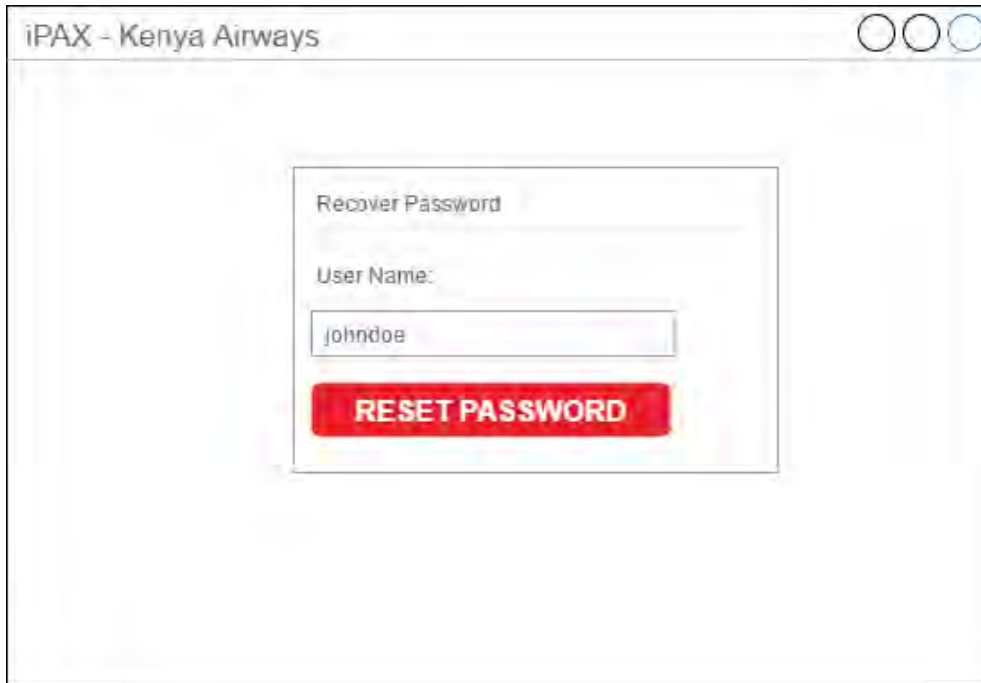 iPAX - Kenya Airways
Recover Password
User Name:
johndoe
RESET PASSWORD